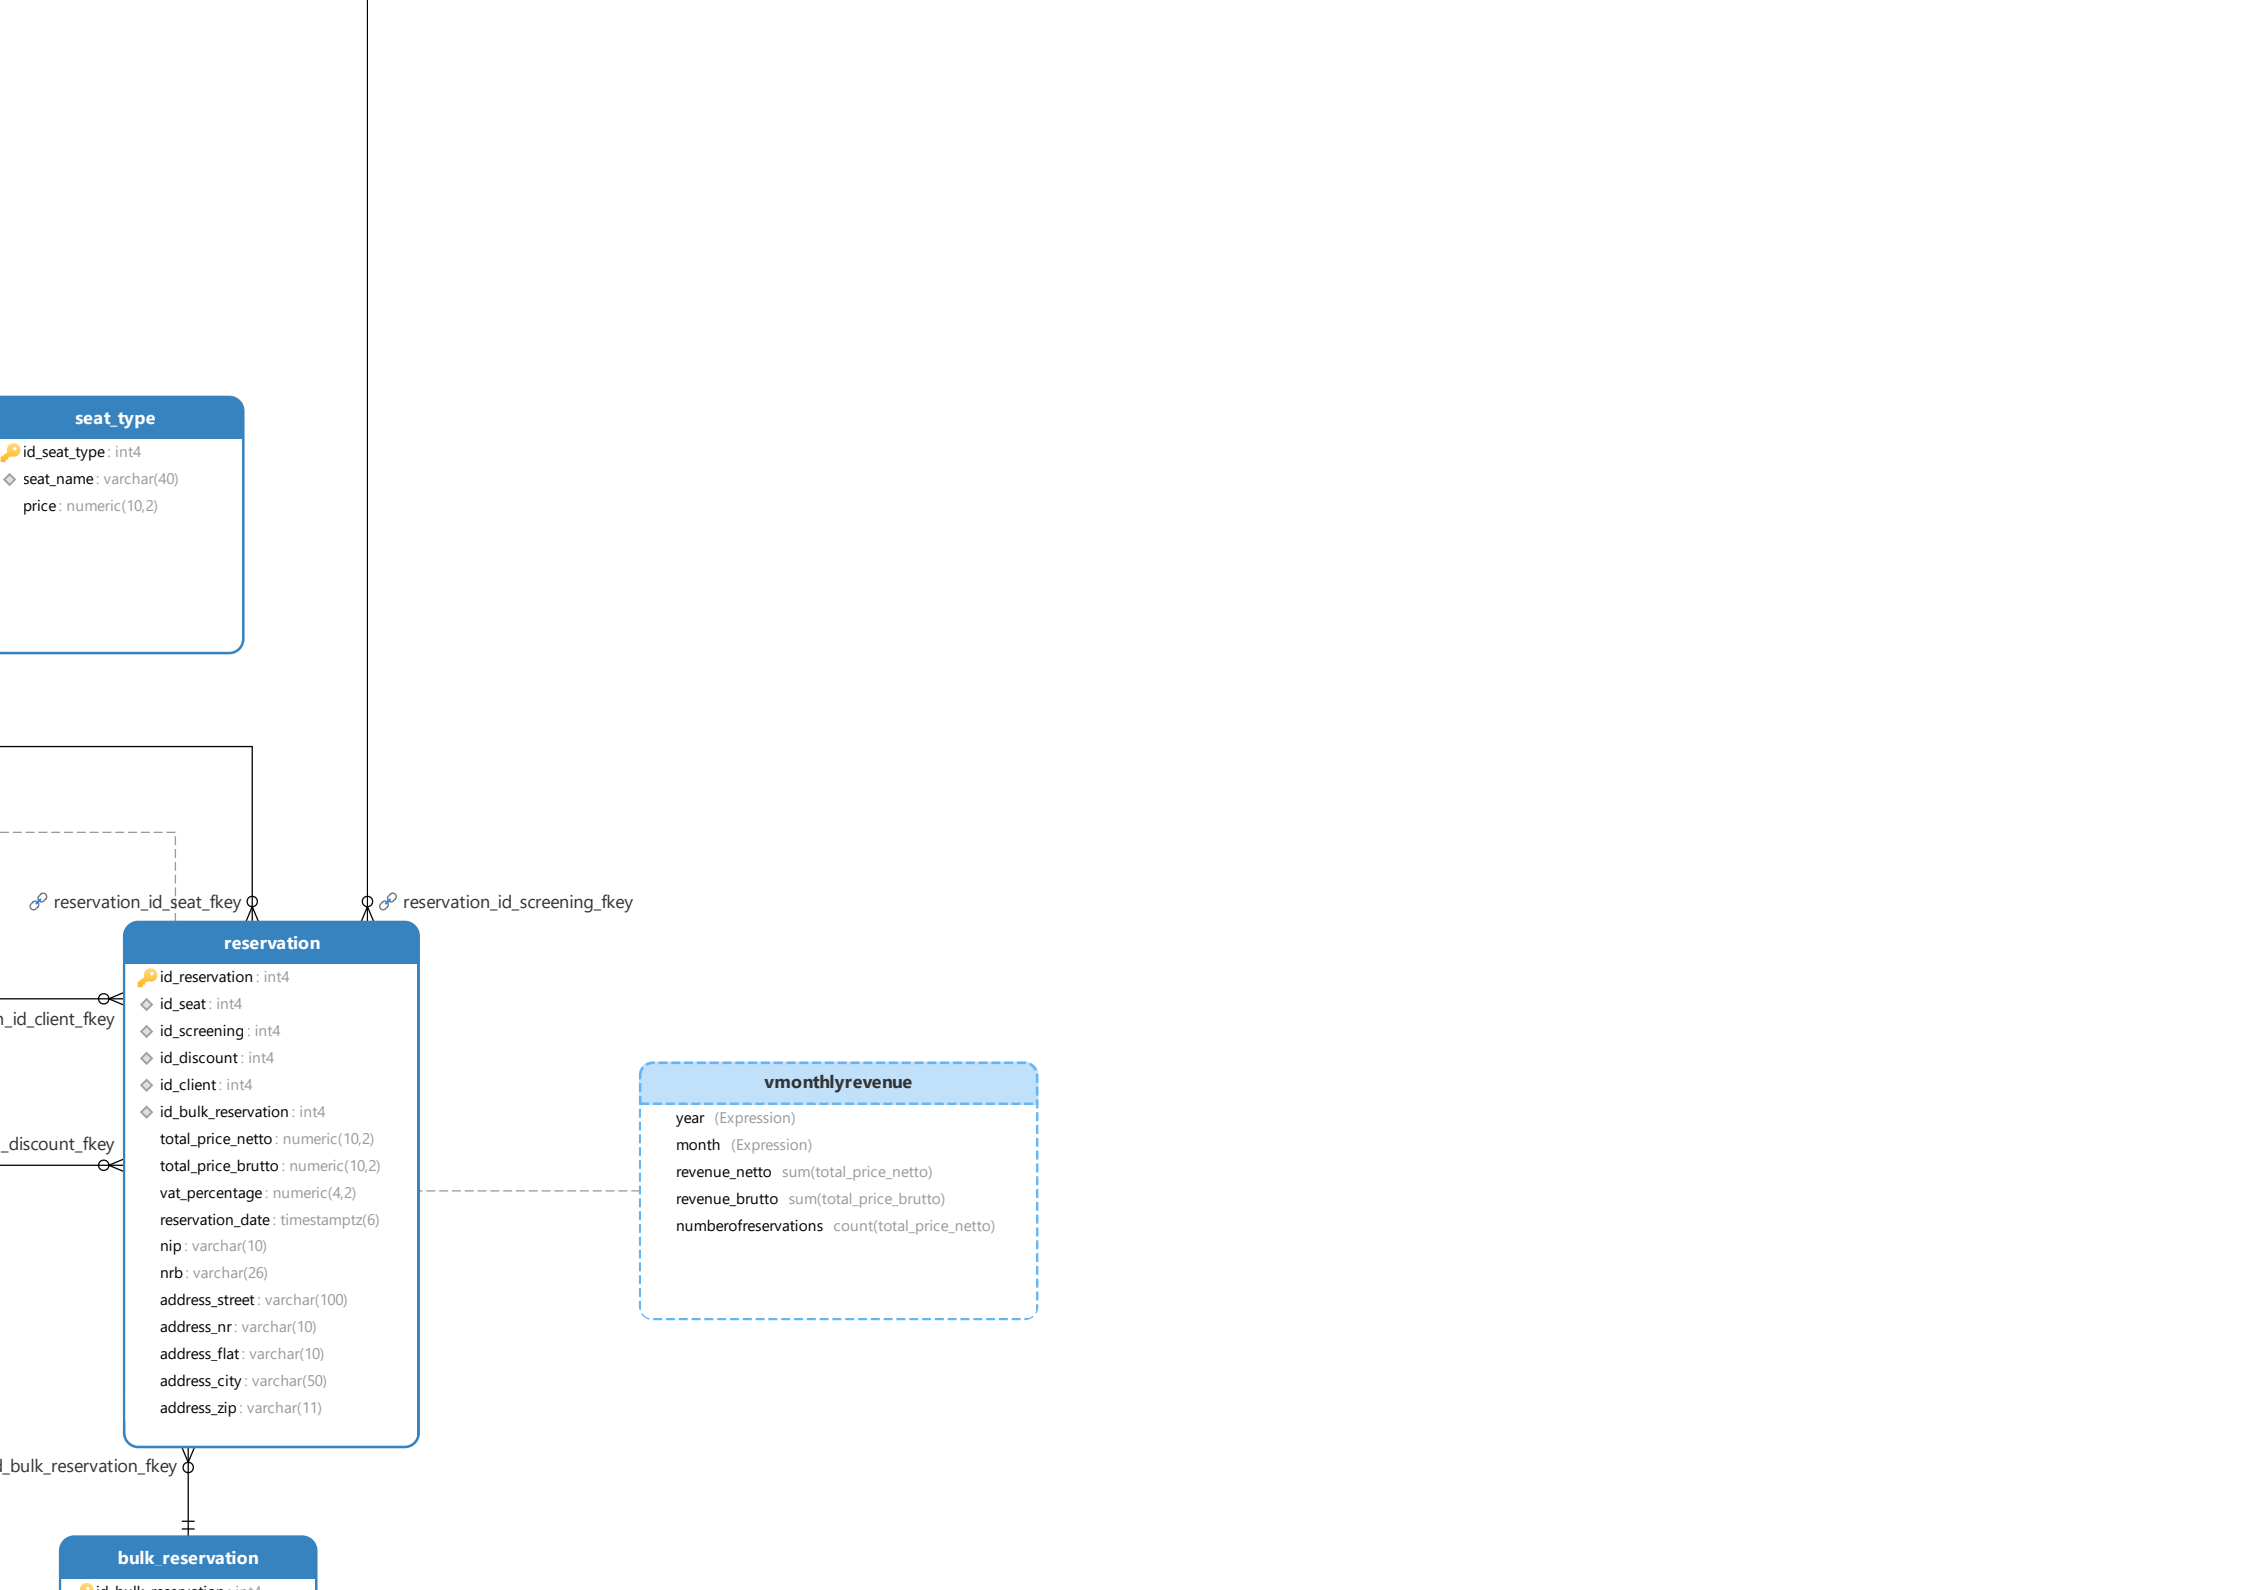 seat_type
id_seat_type : int4
seat_name : varchar(40)
price : numeric(10,2)
reservation_id_seat_fkey
reservation_id_screening_fkey
reservation
id_reservation : int4
id_seat : int4
id_screening : int4
id_discount : int4
id_client : int4
id_bulk_reservation : int4
total_price_netto : numeric(10,2)
total_price_brutto : numeric(10,2)
vat_percentage : numeric(4,2)
reservation_date : timestamptz(6)
nip : varchar(10)
nrb : varchar(26)
address_street : varchar(100)
address_nr : varchar(10)
address_flat : varchar(10)
address_city : varchar(50)
address_zip : varchar(11)
_id_client_fkey
_discount_fkey
vmonthlyrevenue
year (Expression)
month (Expression)
revenue_netto sum(total_price_netto)
revenue_brutto sum(total_price_brutto)
numberofreservations count(total_price_netto)
_bulk_reservation_fkey
bulk_reservation